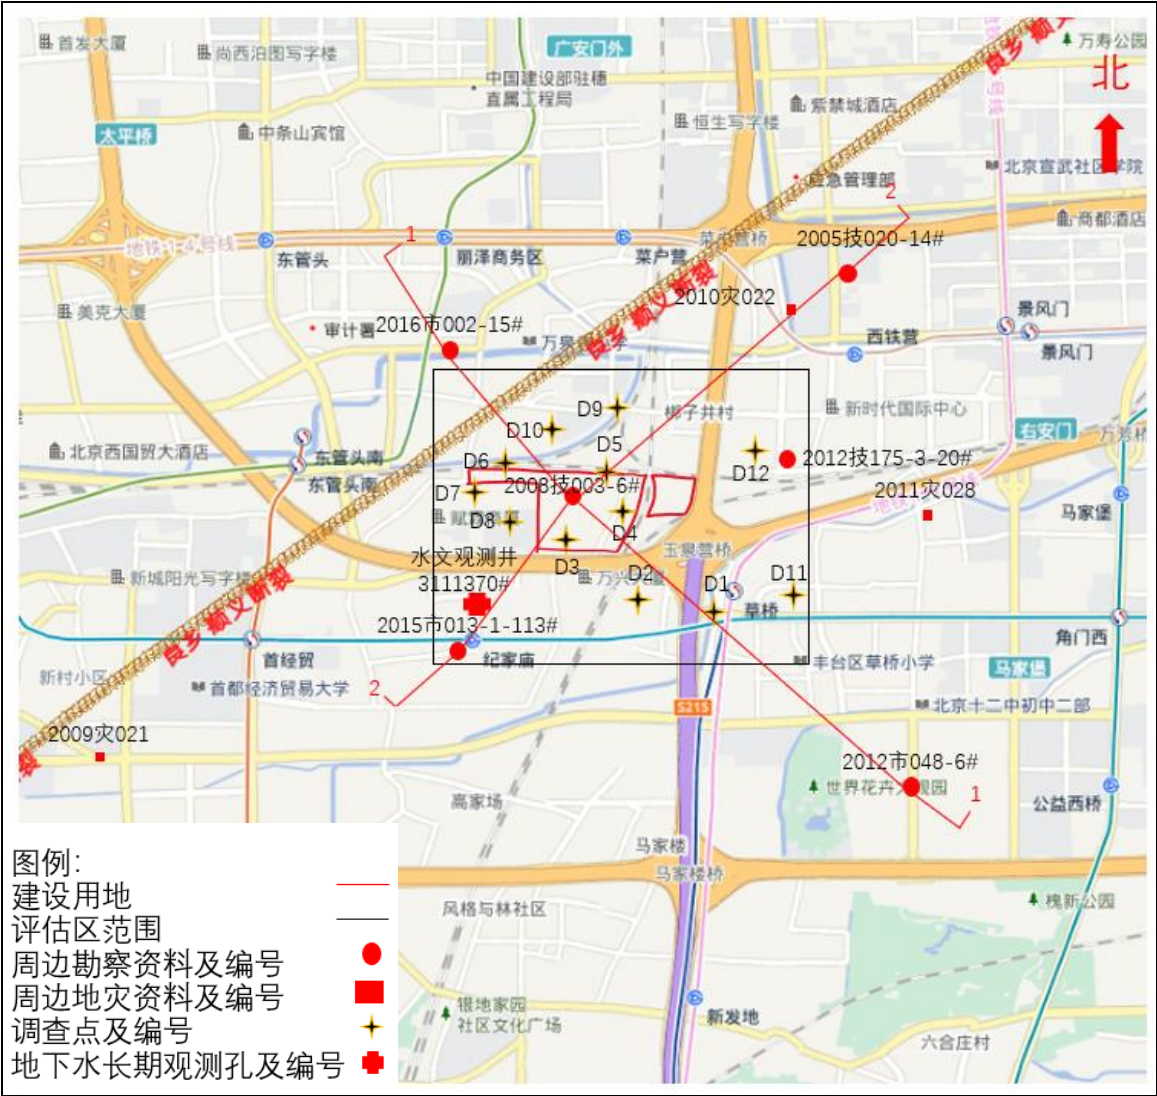 首发大厦
尚西泊图写字楼
广安门外
中国建设部驻穗
直属工程局
良乡 顺义
万寿公园
北
太平桥
中条山宾馆
恒生写字楼
紫禁城酒店
北京宣武社区学院
应急管理部
2
商都酒店
地铁14号线
1
东管头
丽泽商务区
菜户营
菜户营桥
2005技020-14#
美克大厦
审计署
2016市002-15#
良乡 顺义断裂
2010灾022
景风门
西铁营
景风门
D9
椰子井村
新时代国际中心
右安门
北京西国贸大酒店
D10
D5
东管头南
东管头南
D6
D12
2012技175-3-20#
D7
2008技003-6#
2011灾028
马家堡
D8
D4
玉泉营桥
水文观测井
D3
新城阳光写字楼
3111370#
D2
D1
D11
草桥
良乡 顺义断裂
2015市013-1-113#
角门西
首经贸
纪家庙
丰台区草桥小学
马家堡
新村小区
首都经济贸易大学
2
S215
北京十二中初中二部
2009灾021
裂
2012市048-6#
世界花卉大观园
1
高家场
公益西桥
马家楼
马家楼桥
风格与林社区
槐新公园
银地家园
社区文化广场
新发地
六合庄村
图例:
建设用地
评估区范围
周边勘察资料及编号
周边地灾资料及编号
调查点及编号
地下水长期观测孔及编号